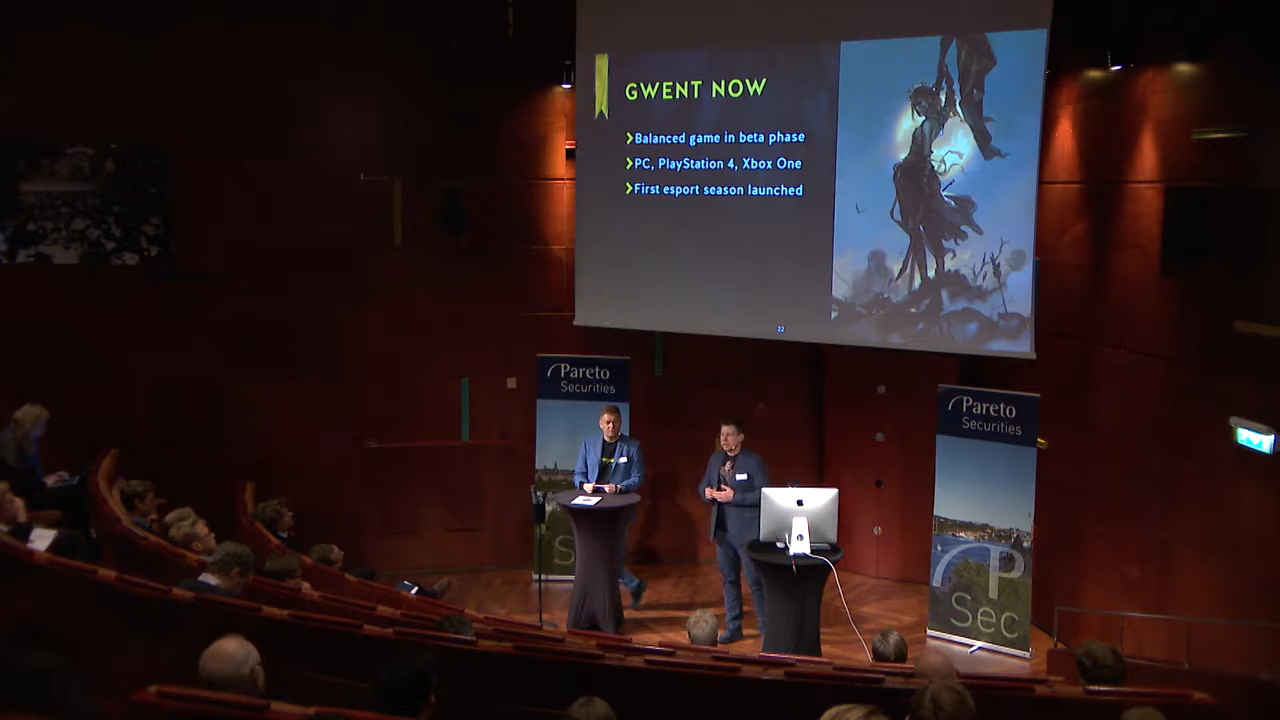 GWENT NOW
Balanced game in beta phase
PC, PlayStation 4, Xbox One
First esport season launched
22
Pareto
Securities
S
Pareto
Securities
P
Sec